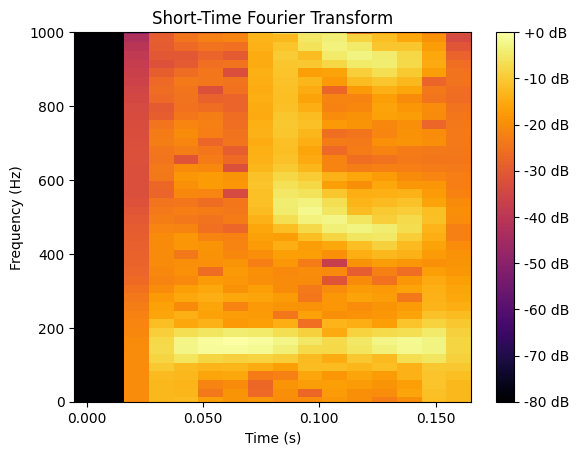 Short-Time Fourier Transform
Frequency (Hz)
1000
800
600
400
200
0
0.000
0.050
0.100
0.150
Time (s)
+0 dB
-10 dB
-20 dB
-30 dB
-40 dB
-50 dB
-60 dB
-70 dB
-80 dB